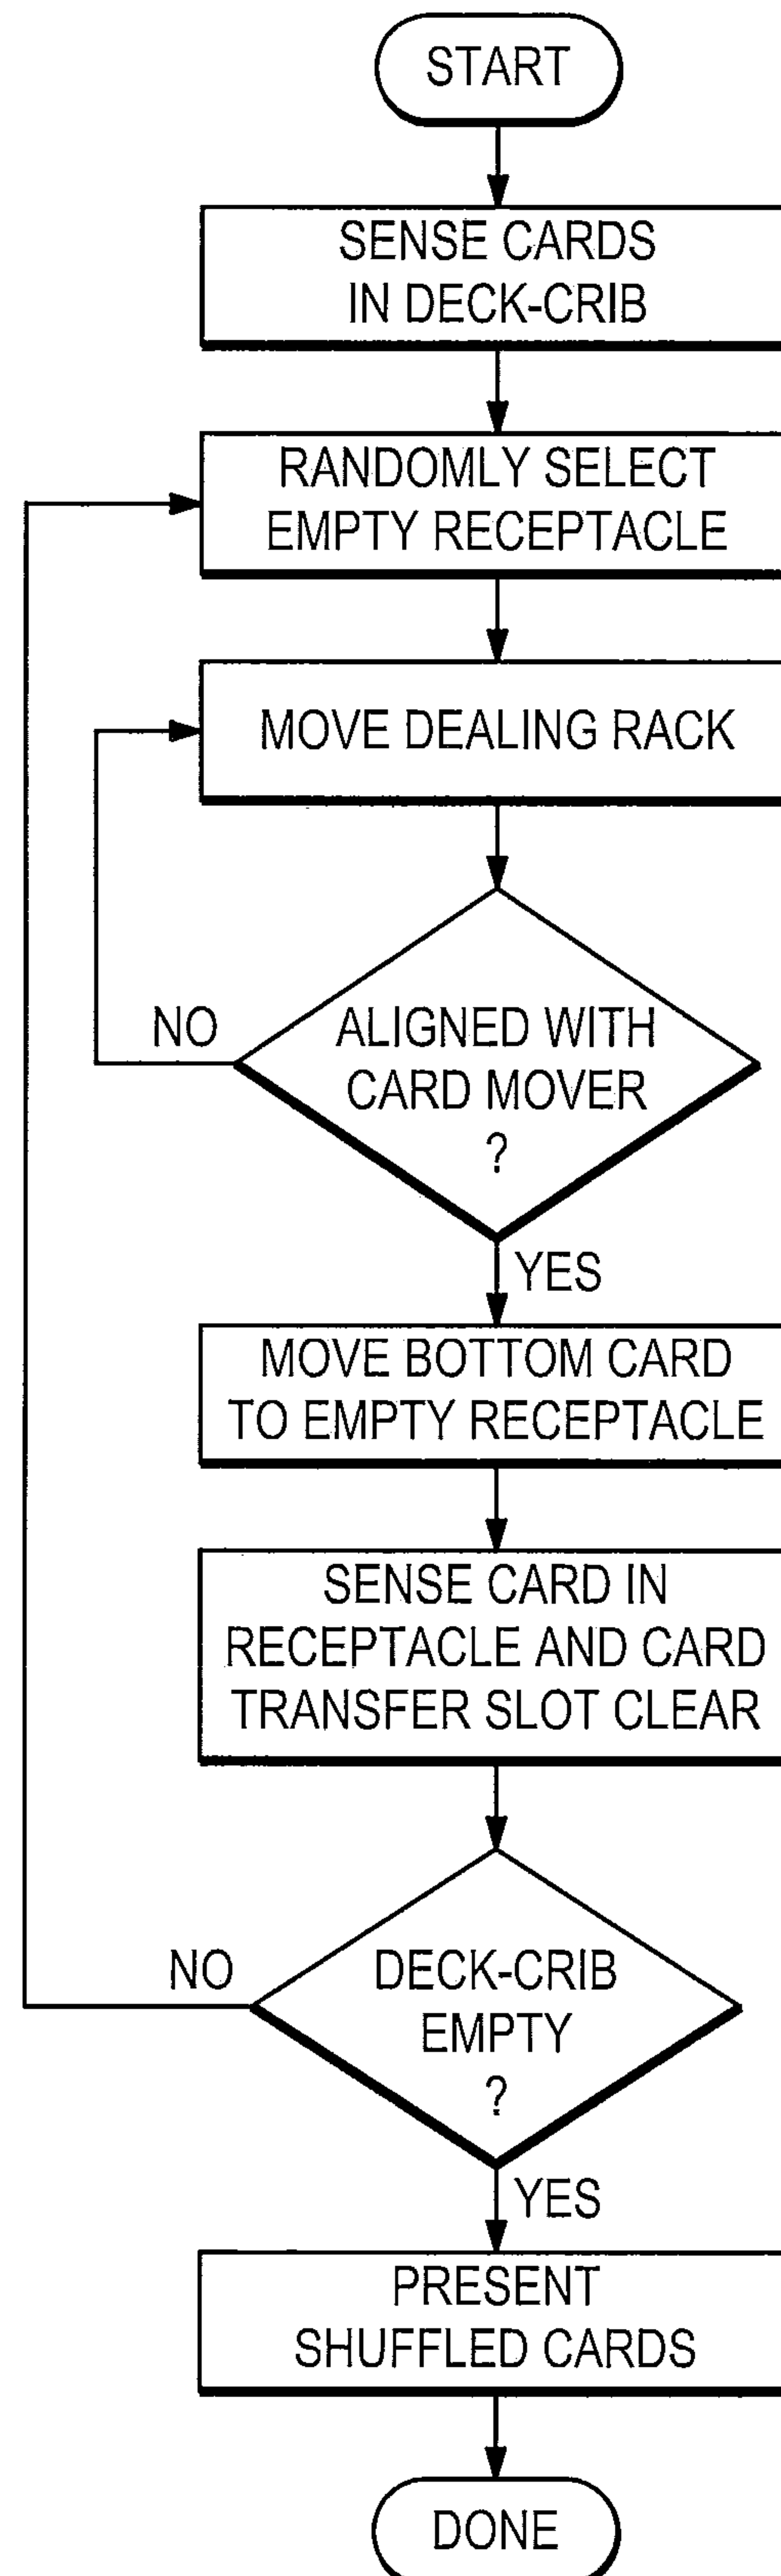 START
SENSE CARDS
IN DECK-CRIB
RANDOMLY SELECT
EMPTY RECEPTACLE
MOVE DEALING RACK
NO
ALIGNED WITH
CARD MOVER
?
YES
MOVE BOTTOM CARD
TO EMPTY RECEPTACLE
SENSE CARD IN
RECEPTACLE AND CARD
TRANSFER SLOT CLEAR
NO
DECK-CRIB
EMPTY
?
YES
PRESENT
SHUFFLED CARDS
DONE